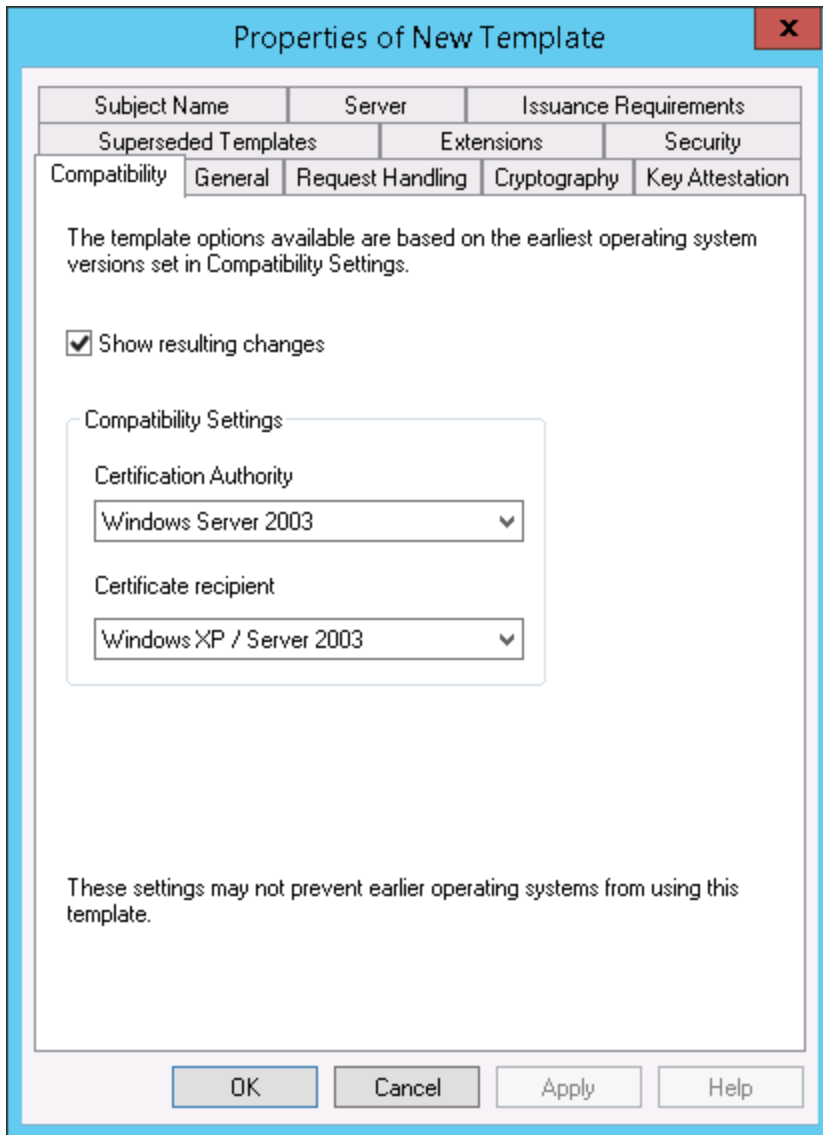 Properties of New Template
x
Subject Name Server Issuance Requirements
Superseded Templates Extensions Security
Compatibility General Request Handling Cryptography Key Attestation
The template options available are based on the earliest operating system
versions set in Compatibility Settings.
Show resulting changes
Compatibility Settings
Certification Authority
Windows Server 2003
Certificate recipient
Windows XP / Server 2003
These settings may not prevent earlier operating systems from using this
template.
OK Cancel Apply Help